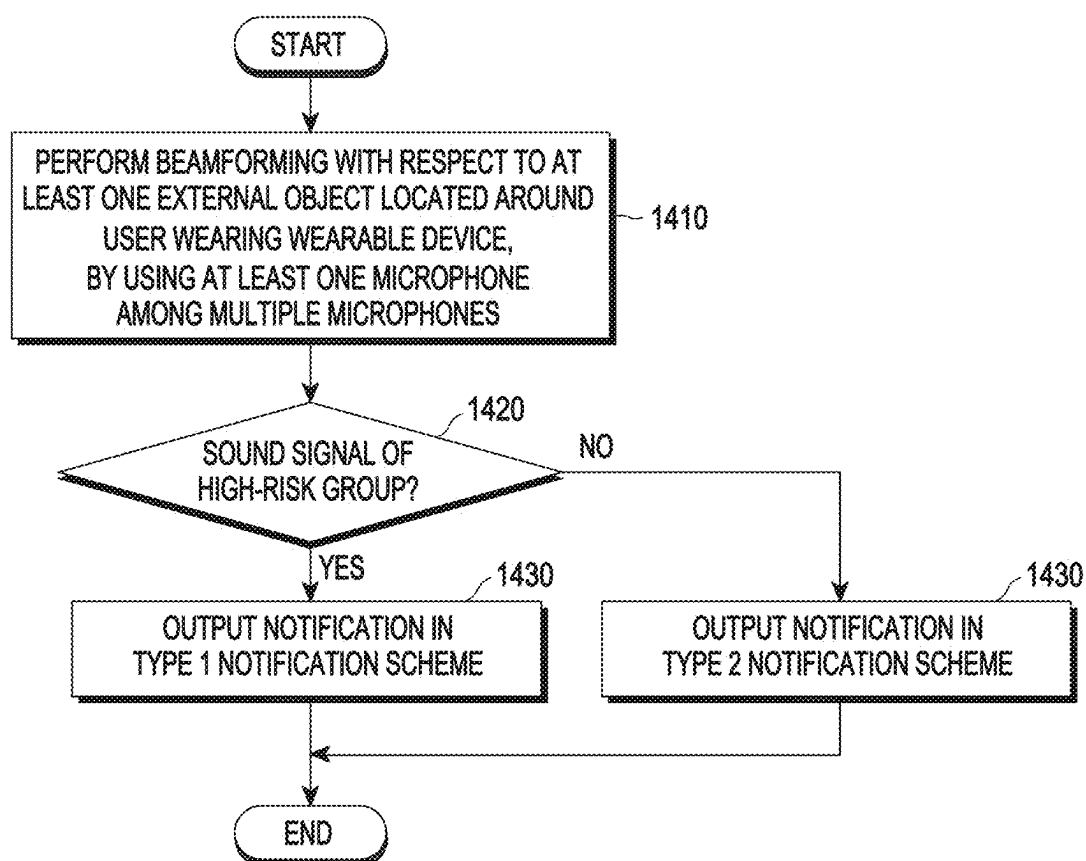 START
PERFORM BEAMFORMING WITH RESPECT TO AT
LEAST ONE EXTERNAL OBJECT LOCATED AROUND
USER WEARING WEARABLE DEVICE,
BY USING AT LEAST ONE MICROPHONE
AMONG MULTIPLE MICROPHONES
1410
1420
SOUND SIGNAL OF
HIGH-RISK GROUP?
NO
YES
1430
OUTPUT NOTIFICATION IN
TYPE 1 NOTIFICATION SCHEME
1430
OUTPUT NOTIFICATION IN
TYPE 2 NOTIFICATION SCHEME
END